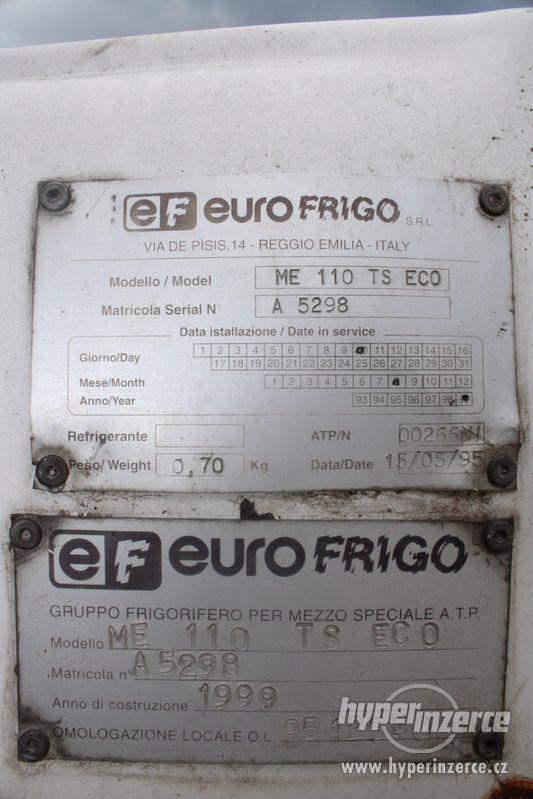 eF euro FRIGO S.R.L.
VIA DE PISIS,14 - REGGIO EMILIA - ITALY
Modello / Model ME 110 TS ECO
Matricola Serial N° A 5298
Data istallazione / Date in service
Giorno/Day 1 2 3 4 5 6 7 8 9 11 12 13 14 15 16
17 18 19 20 21 22 23 24 25 26 27 28 29 30 31
Mese/Month 1 2 3 4 5 6 7 9 10 11 12
Anno/Year 93 94 95 96 97 98
Refrigerante ATP/N
Peso/Weight 0,70 Kg Data/Date 15/05/95
eF euro FRIGO
GRUPPO FRIGORIFERO PER MEZZO SPECIALE A.T.P.
Modello ME 110 TS ECO
Matricola n° A5298
Anno di costruzione 1999
OMOLOGAZIONE LOCALE O.L.
hyperinzerce
www.hyperinzerce.cz